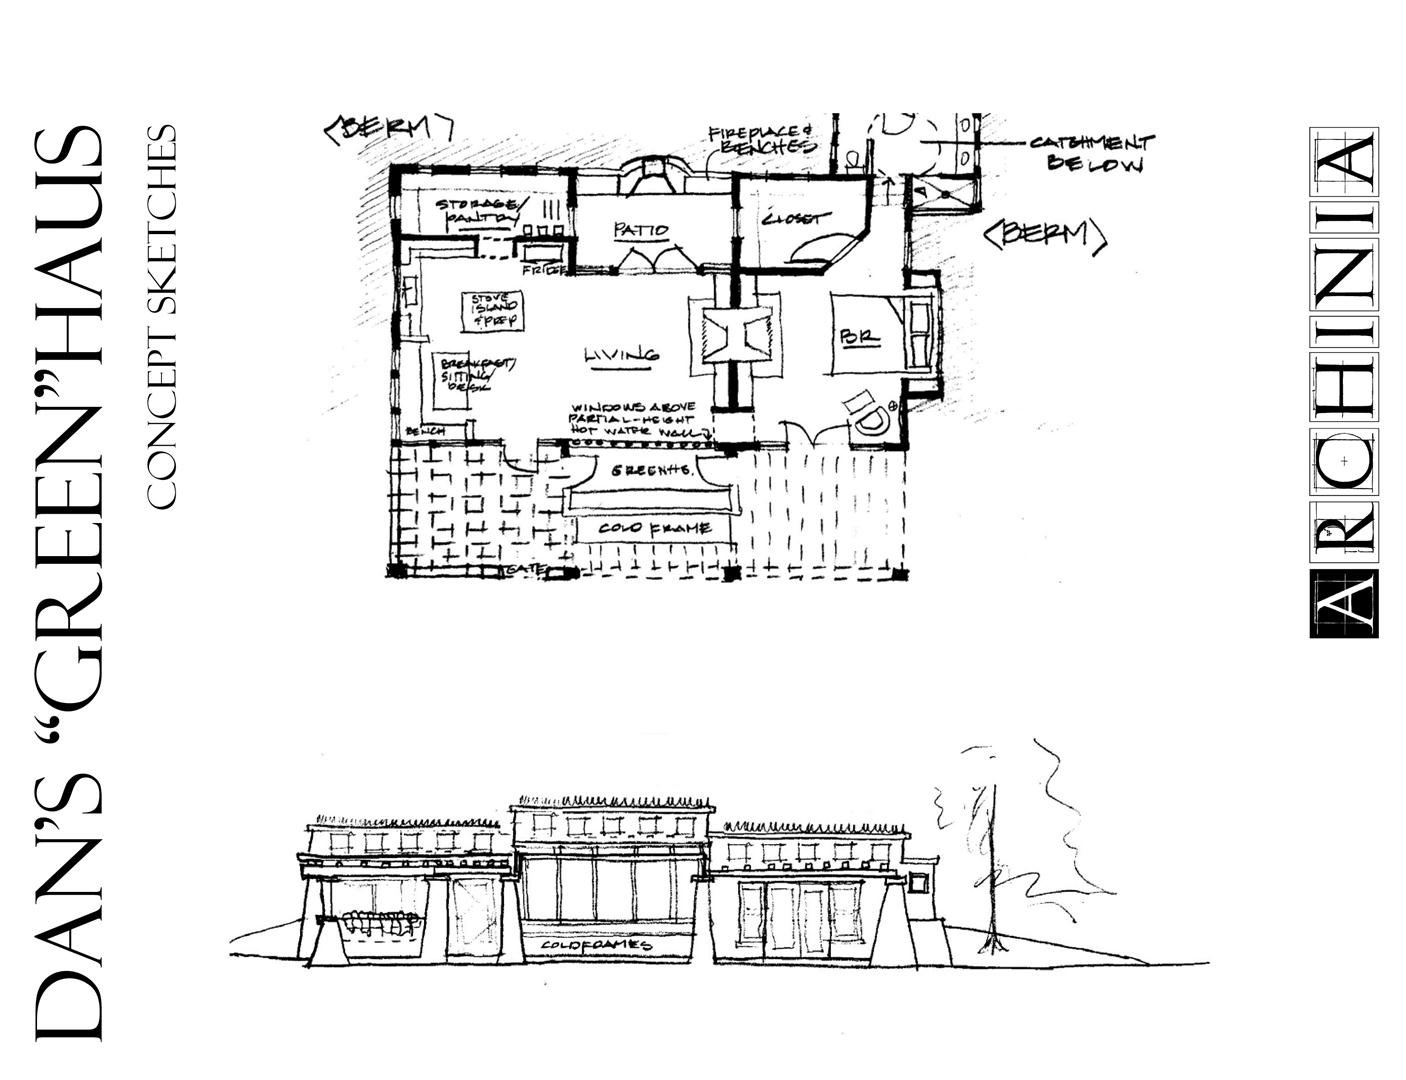 DAN'S "GREEN"HAUS
CONCEPT SKETCHES
<BERM>
FIREPLACE &
BENCHES
CATCHMENT
BELOW
STORAGE/
PANTRY
PATIO
CLOSET
<BERM>
FRIDGE
STOVE
ISLAND
& PREP
LIVING
BR
BREAKFAST/
SITTING/
DESK
WINDOWS ABOVE
PARTIAL-HEIGHT
HOT WATER WALL
BENCH
GREENHS.
COLD FRAME
GATE
COLDFRAMES
ARCHINIA